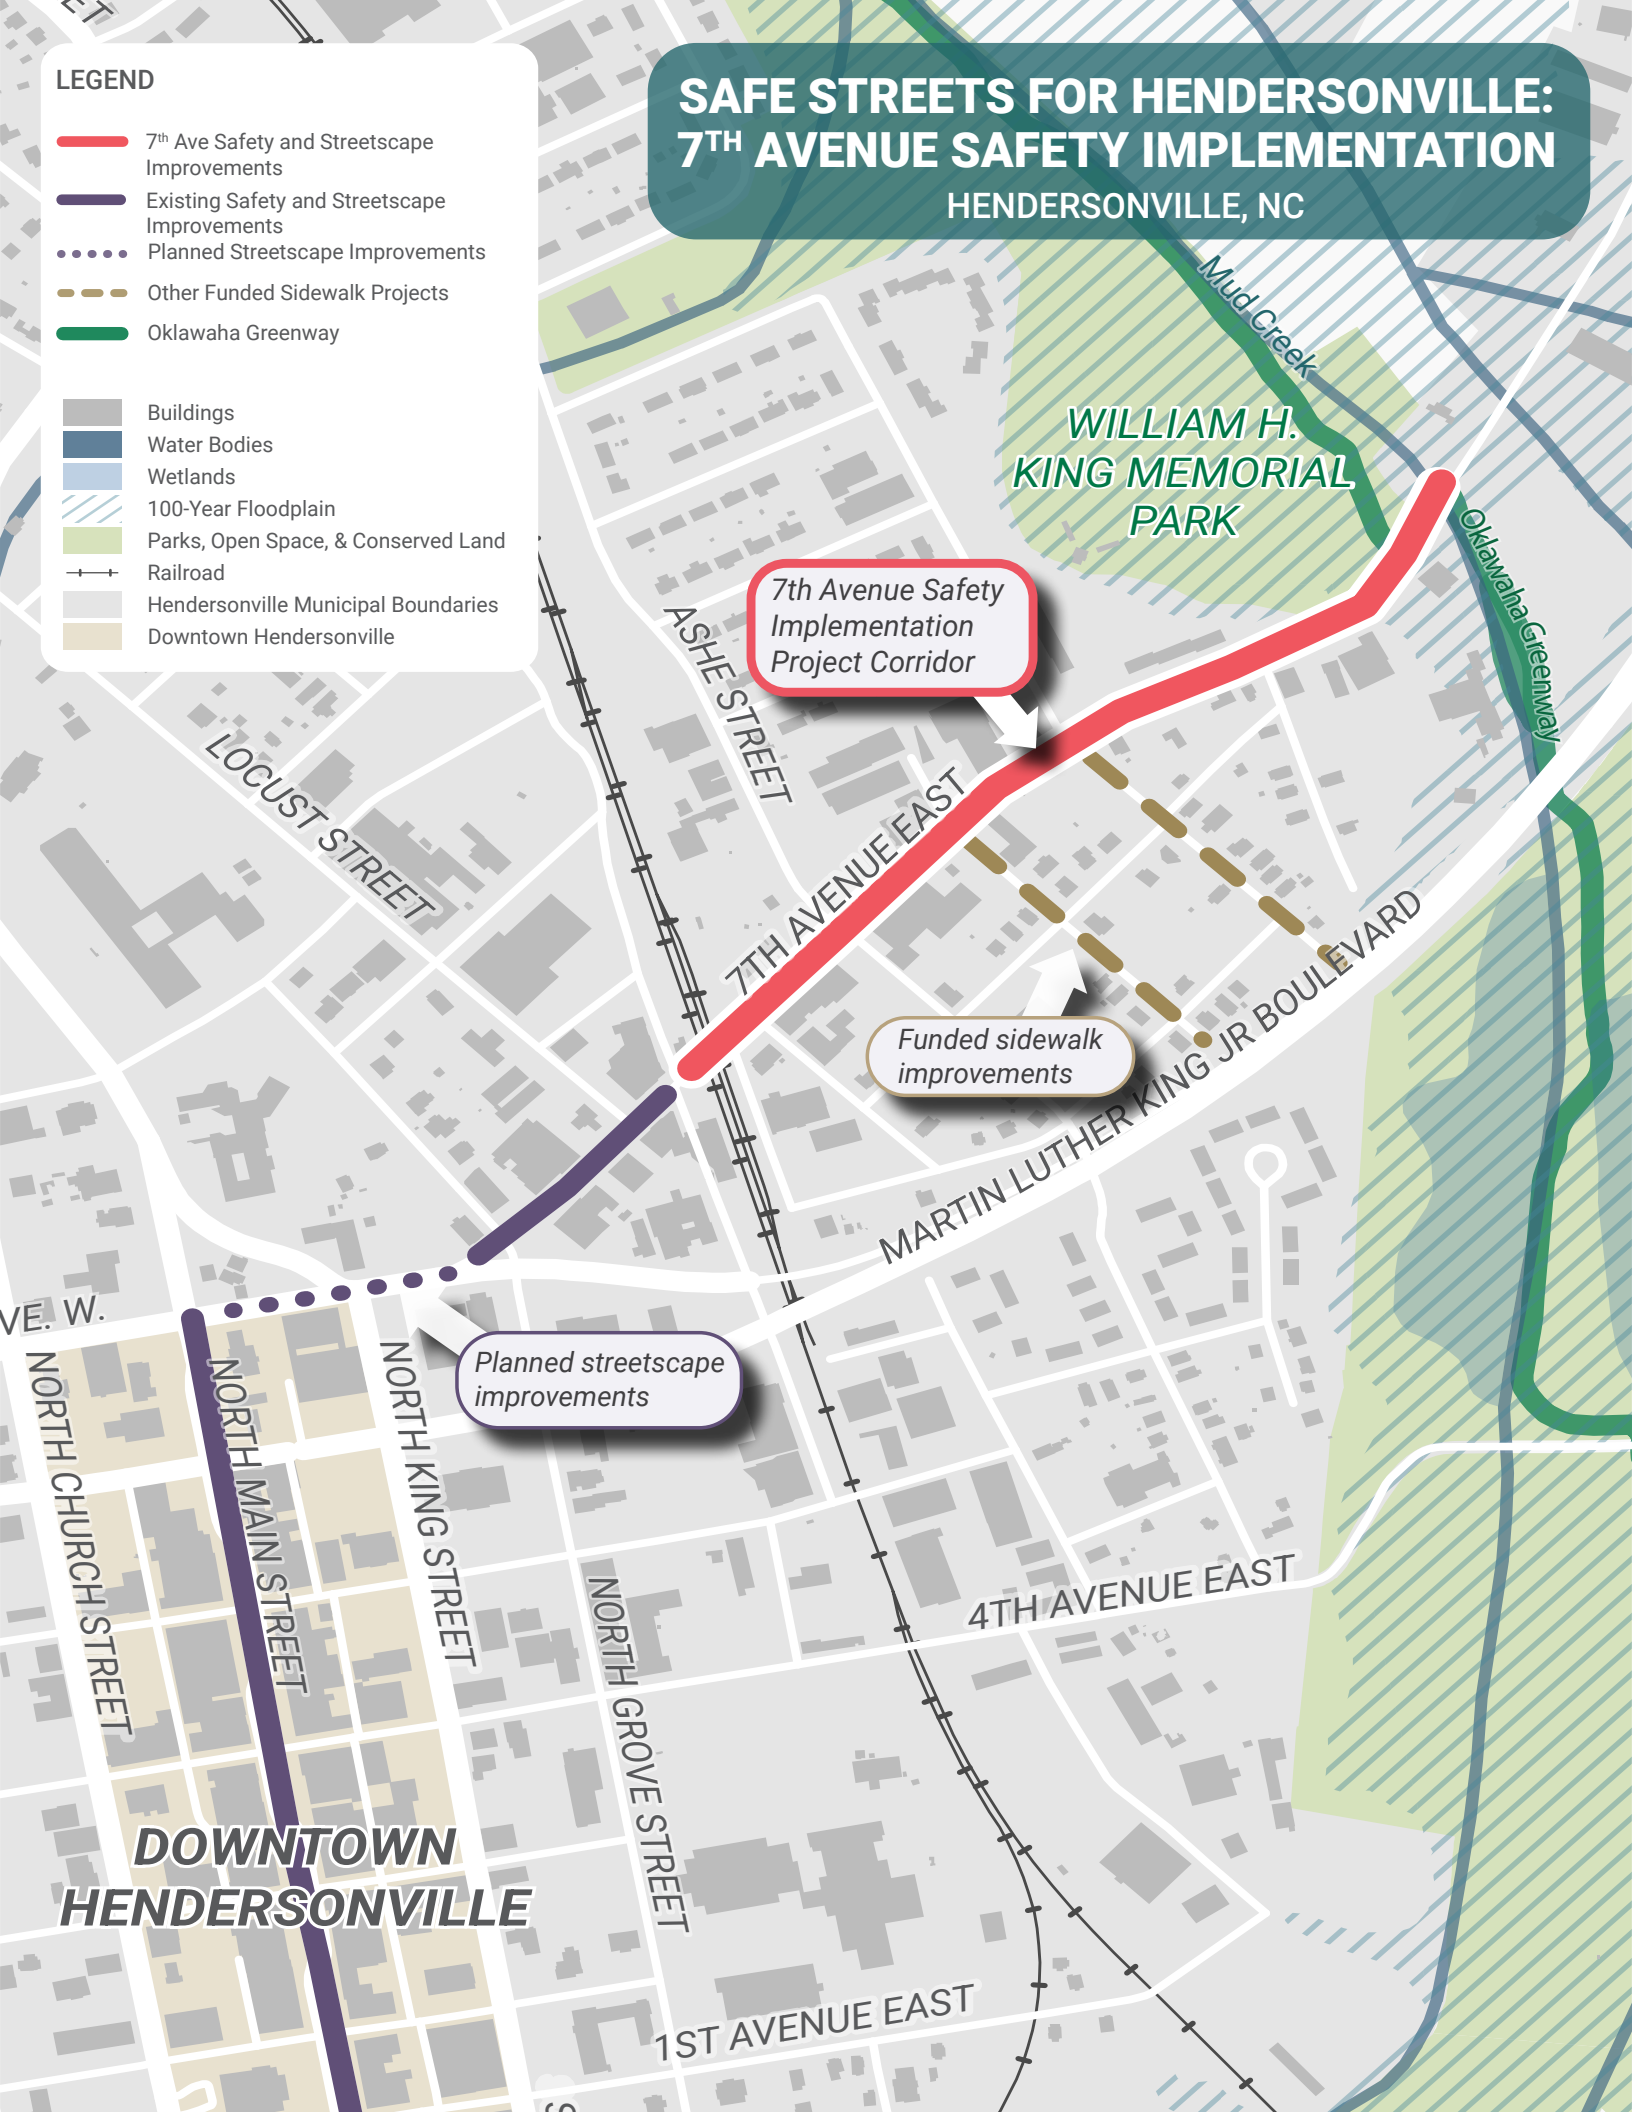 ET
LEGEND
7th Ave Safety and Streetscape
Improvements
Existing Safety and Streetscape
Improvements
Planned Streetscape Improvements
Other Funded Sidewalk Projects
Oklawaha Greenway
Buildings
Water Bodies
Wetlands
100-Year Floodplain
Parks, Open Space, & Conserved Land
Railroad
Hendersonville Municipal Boundaries
Downtown Hendersonville
SAFE STREETS FOR HENDERSONVILLE:
7TH AVENUE SAFETY IMPLEMENTATION
HENDERSONVILLE, NC
Mud Creek
WILLIAM H.
KING MEMORIAL
PARK
Oklawaha Greenway
7th Avenue Safety
Implementation
Project Corridor
ASHE STREET
LOCUST STREET
7TH AVENUE EAST
Funded sidewalk
improvements
MARTIN LUTHER KING JR BOULEVARD
VE. W.
Planned streetscape
improvements
NORTH CHURCH STREET
NORTH MAIN STREET
NORTH KING STREET
NORTH GROVE STREET
4TH AVENUE EAST
DOWNTOWN
HENDERSONVILLE
1ST AVENUE EAST
S